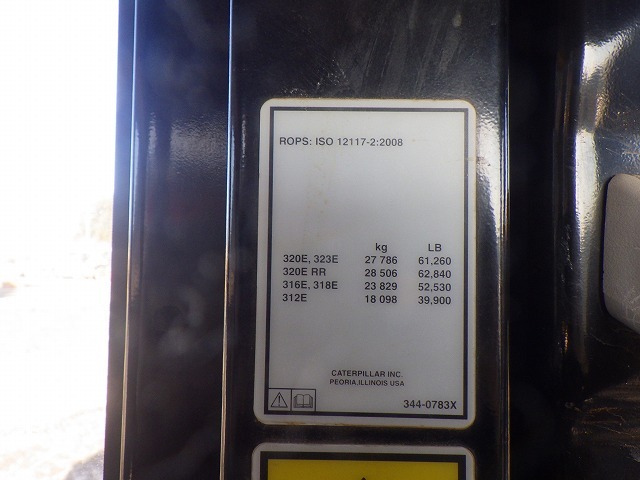 ROPS: ISO 12117-2:2008
kg LB
320E, 323E 27 786 61,260
320E RR 28 506 62,840
316E, 318E 23 829 52,530
312E 18 098 39,900
CATERPILLAR INC.
PEORIA, ILLINOIS USA
344-0783X